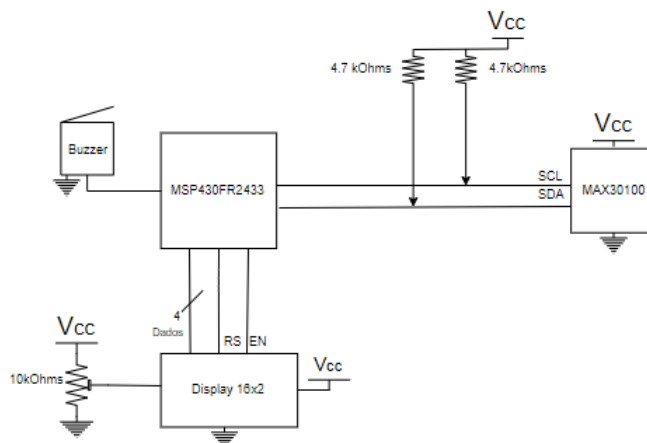 Vcc
4.7 kOhms
4.7kOhms
Vcc
Buzzer
MSP430FR2433
SCL
SDA
MAX30100
4
Dados
RS
EN
Vcc
10kOhms
Display 16x2
Vcc